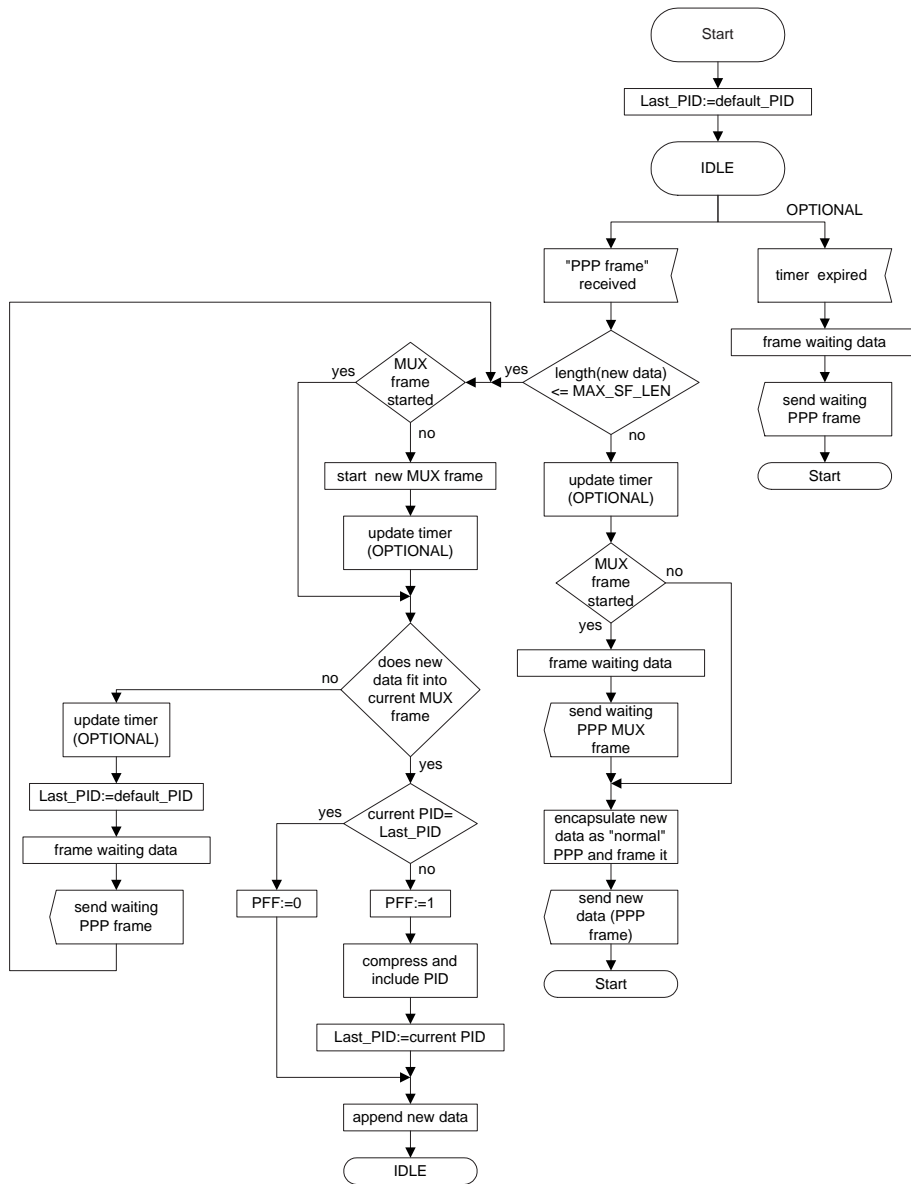 Start
Last_PID:=default_PID
IDLE
OPTIONAL
"PPP frame"
received
timer expired
frame waiting data
send waiting
PPP frame
Start
length(new data)
<= MAX_SF_LEN
yes
no
MUX
frame
started
yes
no
start new MUX frame
update timer
(OPTIONAL)
update timer
(OPTIONAL)
MUX
frame
started
no
yes
frame waiting data
send waiting
PPP MUX
frame
encapsulate new
data as "normal"
PPP and frame it
send new
data (PPP
frame)
Start
does new
data fit into
current MUX
frame
no
yes
update timer
(OPTIONAL)
Last_PID:=default_PID
frame waiting data
send waiting
PPP frame
current PID=
Last_PID
yes
no
PFF:=0
PFF:=1
compress and
include PID
Last_PID:=current PID
append new data
IDLE